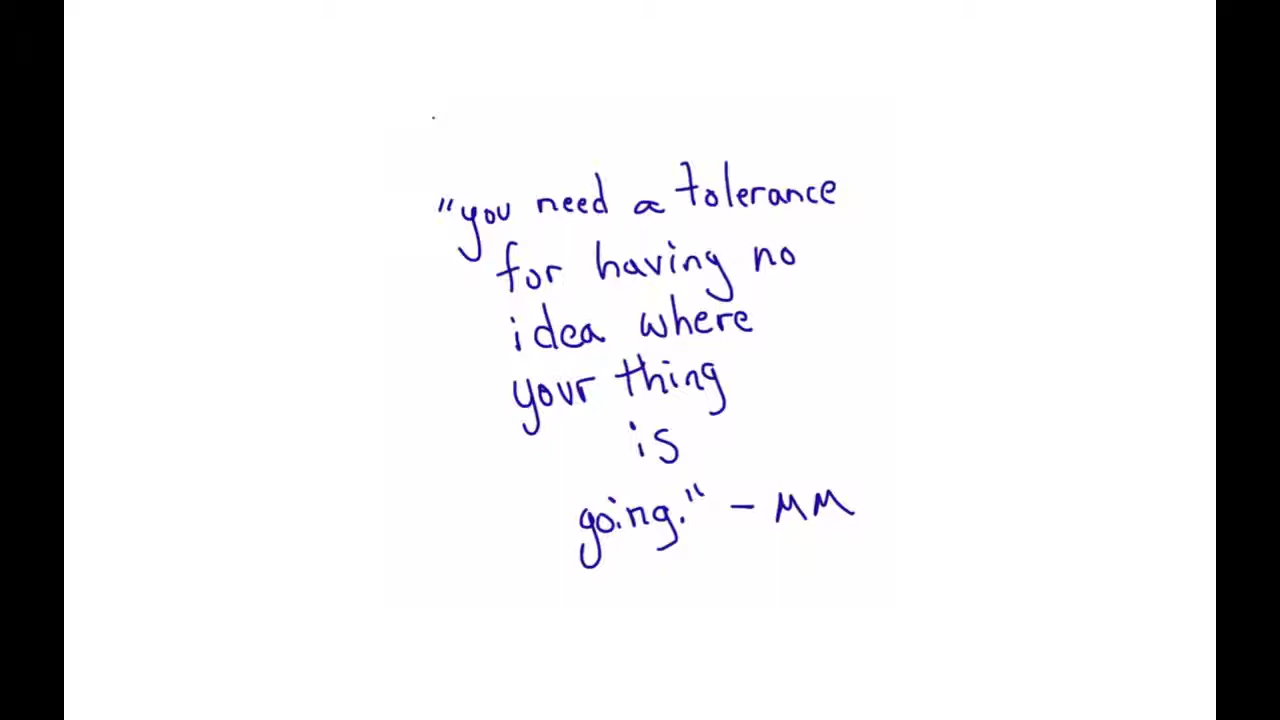 "you need a tolerance
for having no
idea where
your thing
is
going." - MM